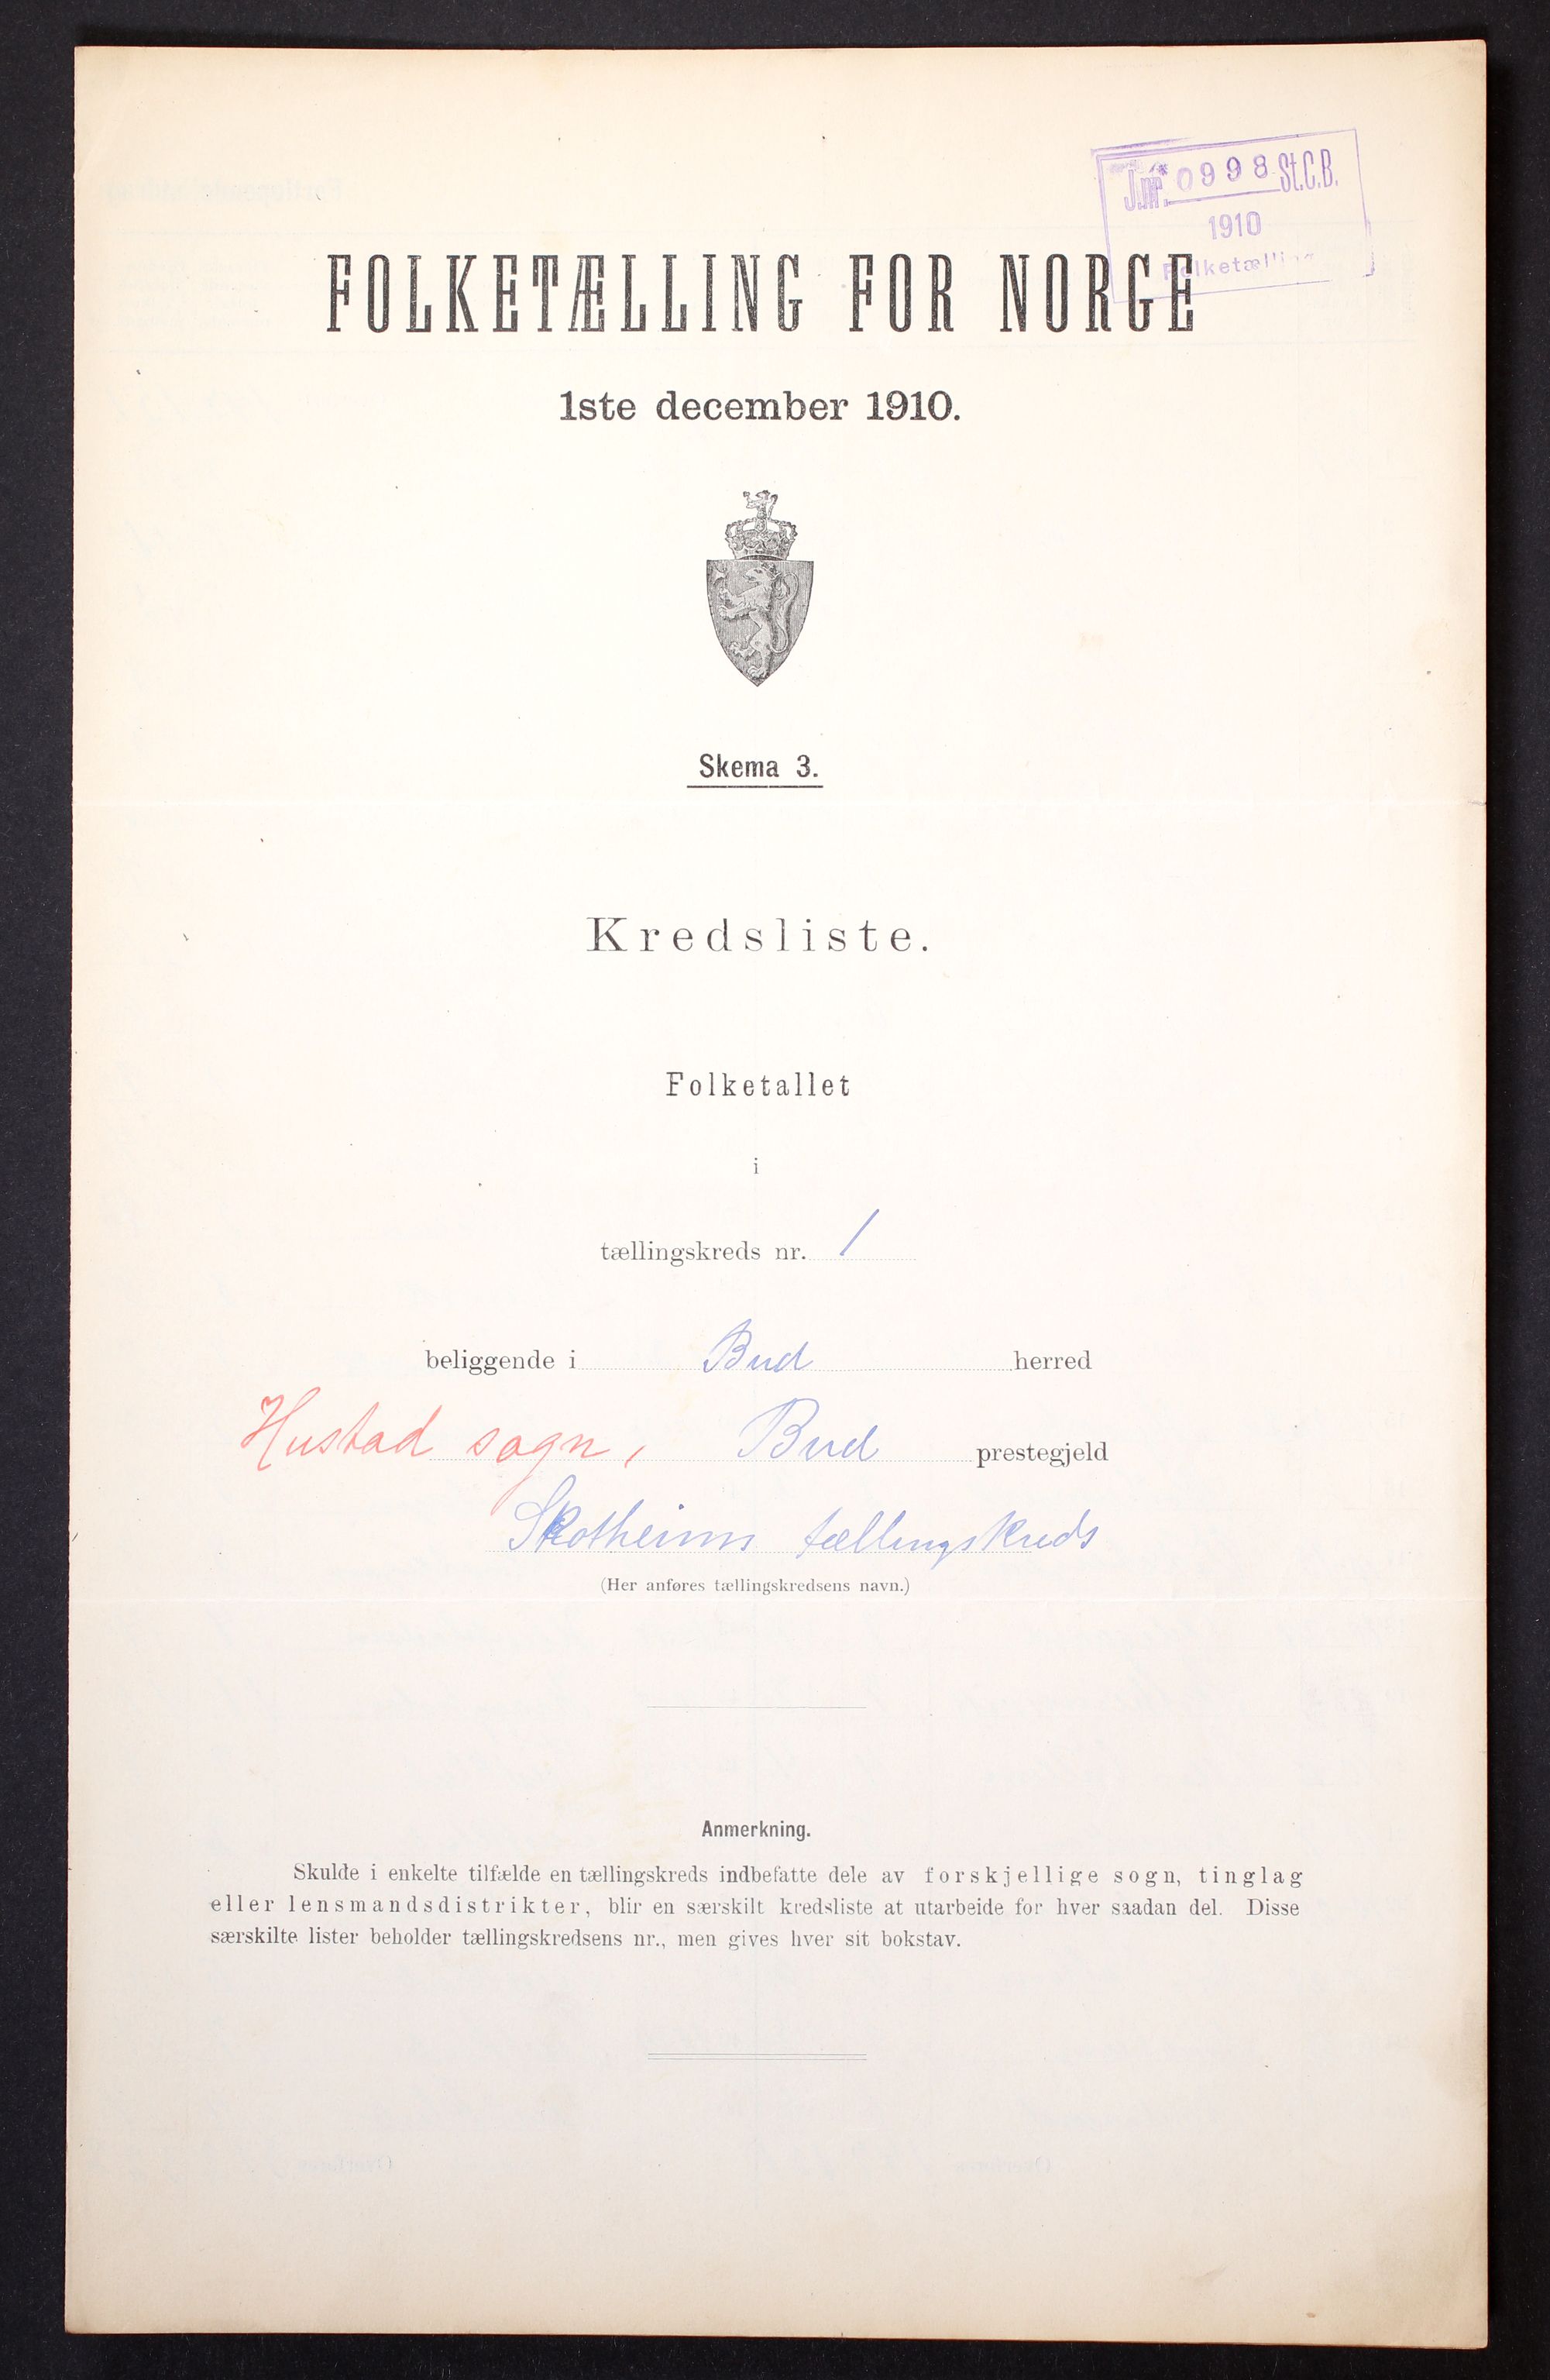 J.nr. 0998 St.C.B.
1910
Folketælling
FOLKETÆLLING FOR NORGE
1ste december 1910.
Skema 3.
Kredsliste.
Folketallet
i
tællingskreds nr. 1
beliggende i Bud herred
Hustad sogn, Bud prestegjeld
Skotheims tællingskreds
(Her anføres tællingskredsens navn.)
Anmerkning.
Skulde i enkelte tilfælde en tællingskreds indbefatte dele av forskjellige sogn, tinglag
eller lensmandsdistrikter, blir en særskilt kredsliste at utarbeide for hver saadan del. Disse
særskilte lister beholder tællingskredsens nr., men gives hver sit bokstav.